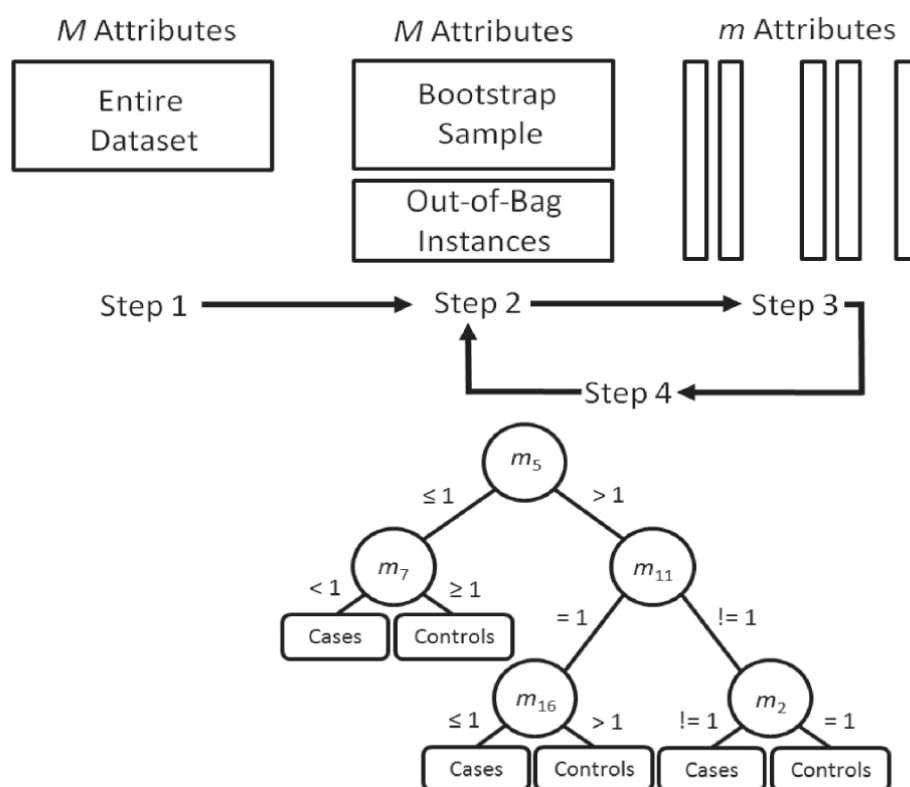 M Attributes
M Attributes
m Attributes
Entire
Dataset
Bootstrap
Sample
Out-of-Bag
Instances
Step 1
Step 2
Step 3
Step 4
m₅
≤ 1
> 1
m₇
m₁₁
< 1
≥ 1
= 1
!= 1
Cases
Controls
m₁₆
m₂
≤ 1
> 1
!= 1
= 1
Cases
Controls
Cases
Controls